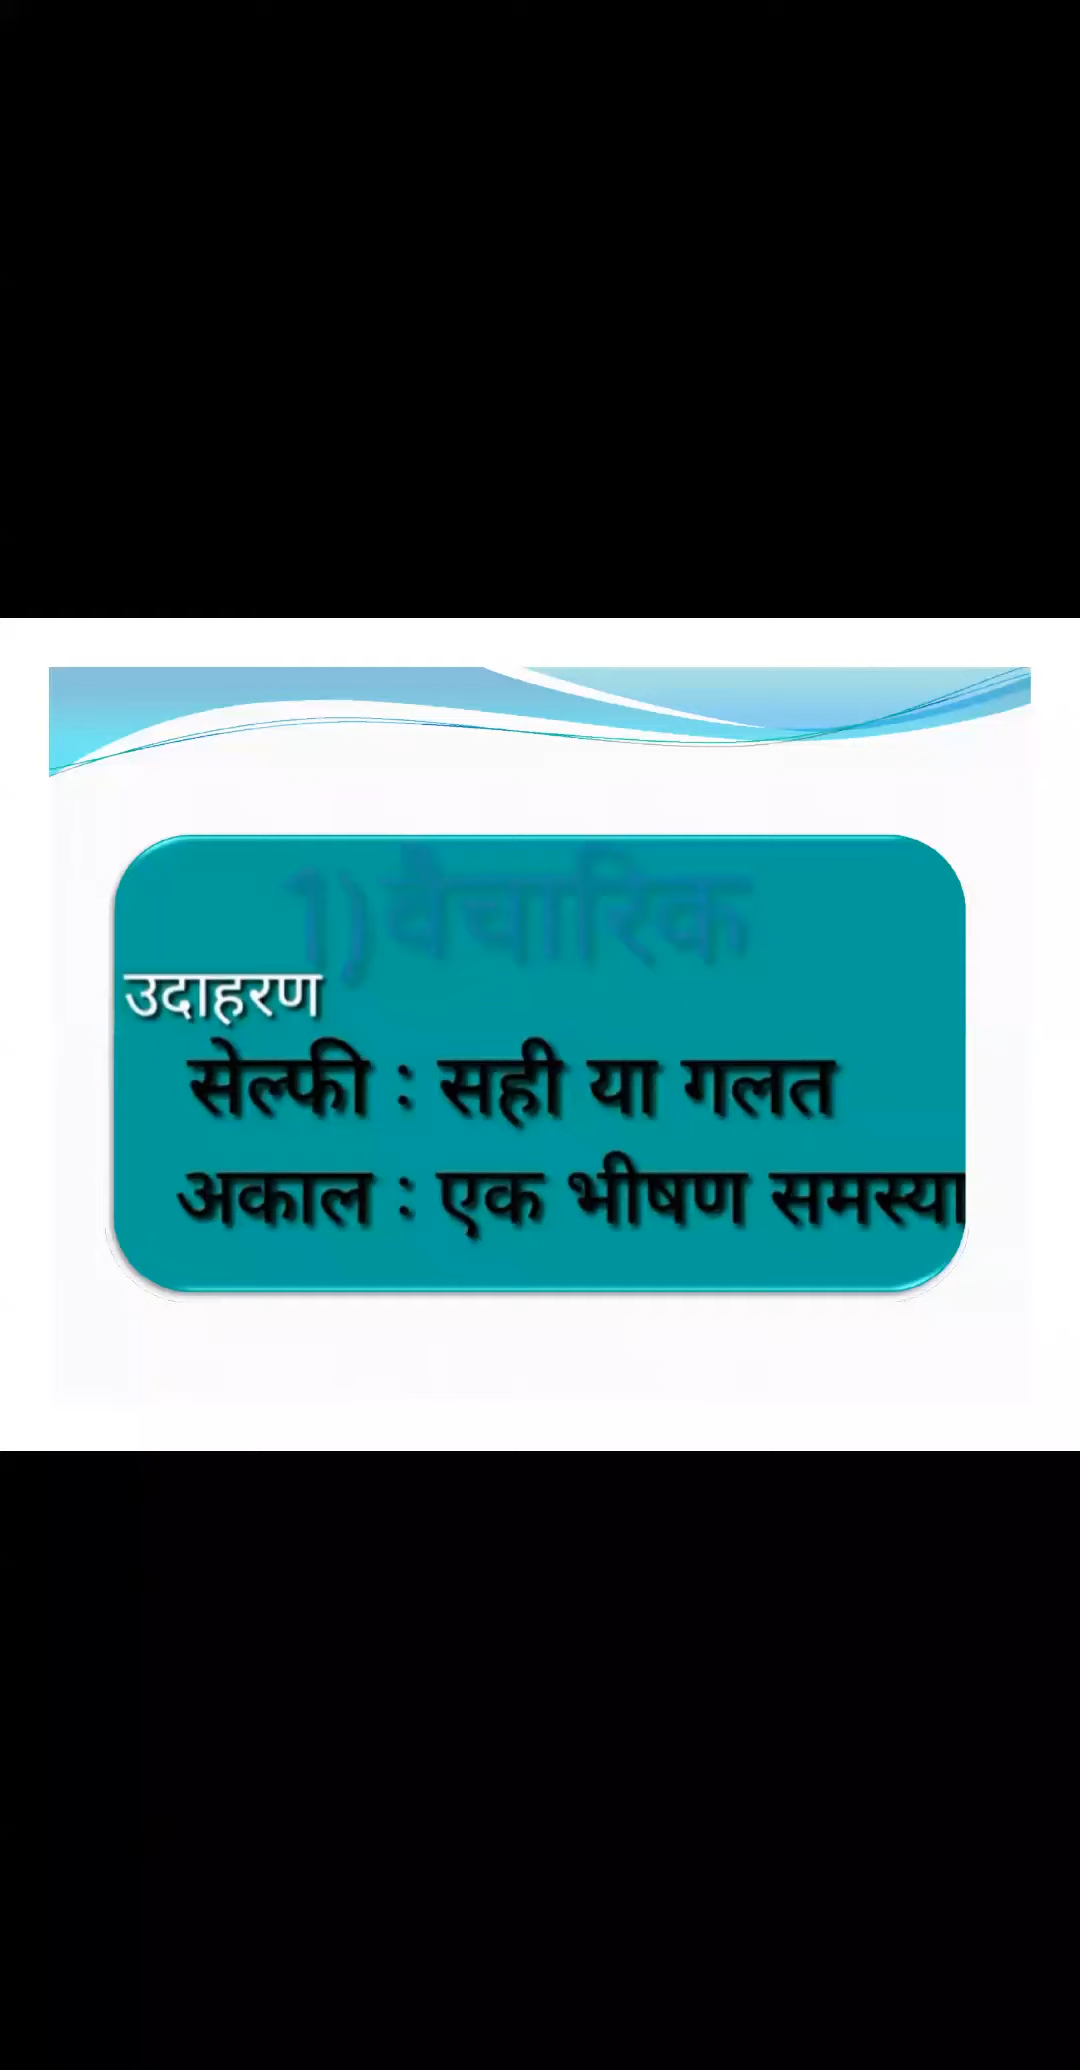 1)वैचारिक
उदाहरण
सेल्फी : सही या गलत
अकाल : एक भीषण समस्या